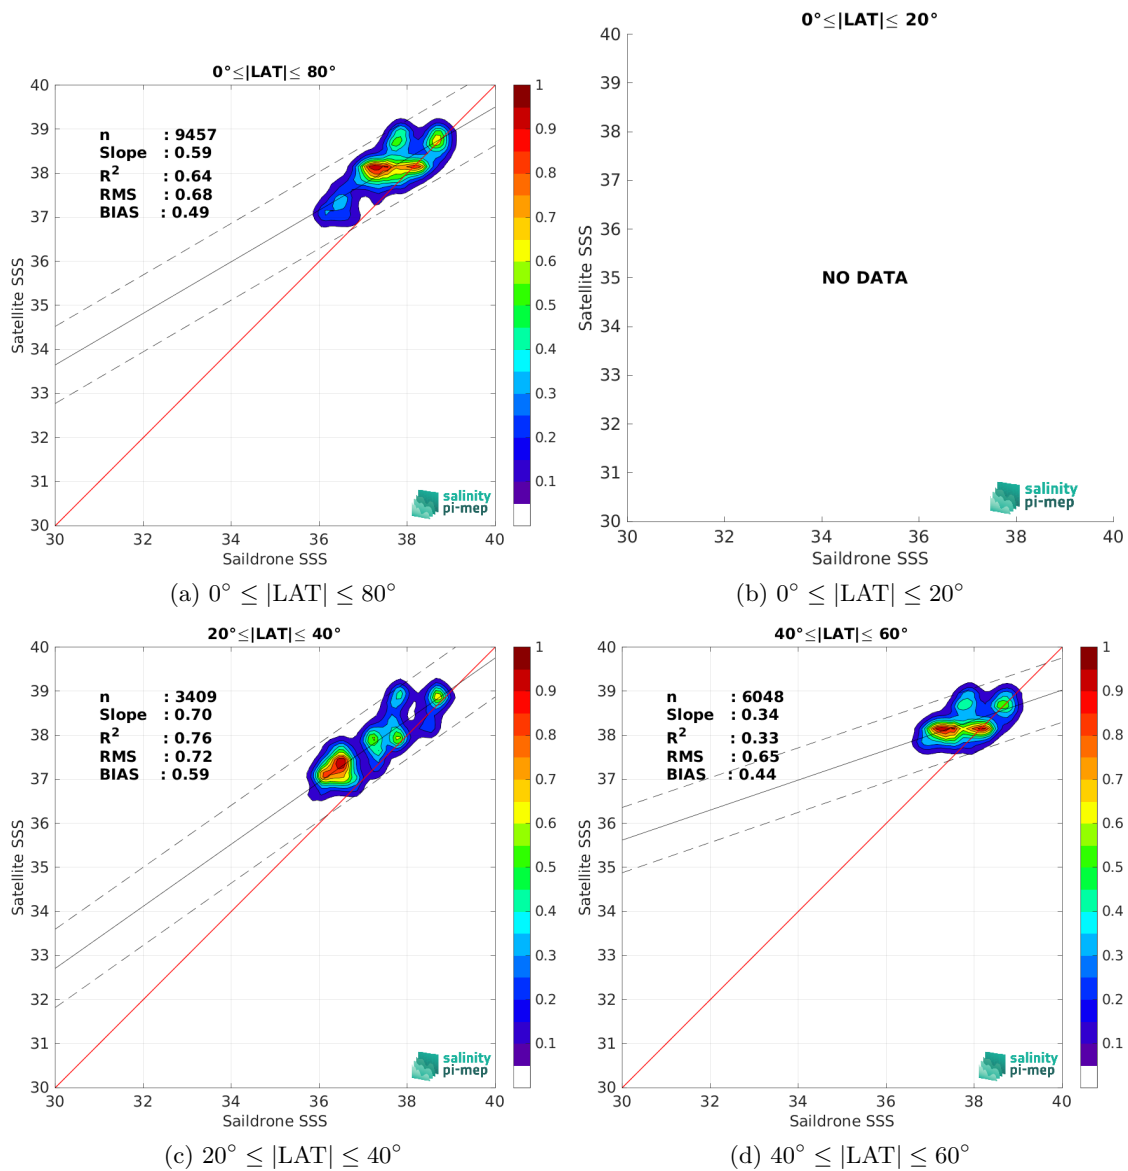 0°≤|LAT|≤ 80°
40
39
38
37
36
35
34
33
32
31
30
Satellite SSS
n : 9457
Slope : 0.59
R² : 0.64
RMS : 0.68
BIAS : 0.49
salinity
pi-mep
30 32 34 36 38 40
Saildrone SSS
1
0.9
0.8
0.7
0.6
0.5
0.4
0.3
0.2
0.1
(a) 0° ≤ |LAT| ≤ 80°
0°≤|LAT|≤ 20°
40
39
38
37
36
35
34
33
32
31
30
Satellite SSS
NO DATA
salinity
pi-mep
30 32 34 36 38 40
Saildrone SSS
(b) 0° ≤ |LAT| ≤ 20°
20°≤|LAT|≤ 40°
40
39
38
37
36
35
34
33
32
31
30
Satellite SSS
n : 3409
Slope : 0.70
R² : 0.76
RMS : 0.72
BIAS : 0.59
salinity
pi-mep
30 32 34 36 38 40
Saildrone SSS
1
0.9
0.8
0.7
0.6
0.5
0.4
0.3
0.2
0.1
(c) 20° ≤ |LAT| ≤ 40°
40°≤|LAT|≤ 60°
40
39
38
37
36
35
34
33
32
31
30
Satellite SSS
n : 6048
Slope : 0.34
R² : 0.33
RMS : 0.65
BIAS : 0.44
salinity
pi-mep
30 32 34 36 38 40
Saildrone SSS
1
0.9
0.8
0.7
0.6
0.5
0.4
0.3
0.2
0.1
(d) 40° ≤ |LAT| ≤ 60°